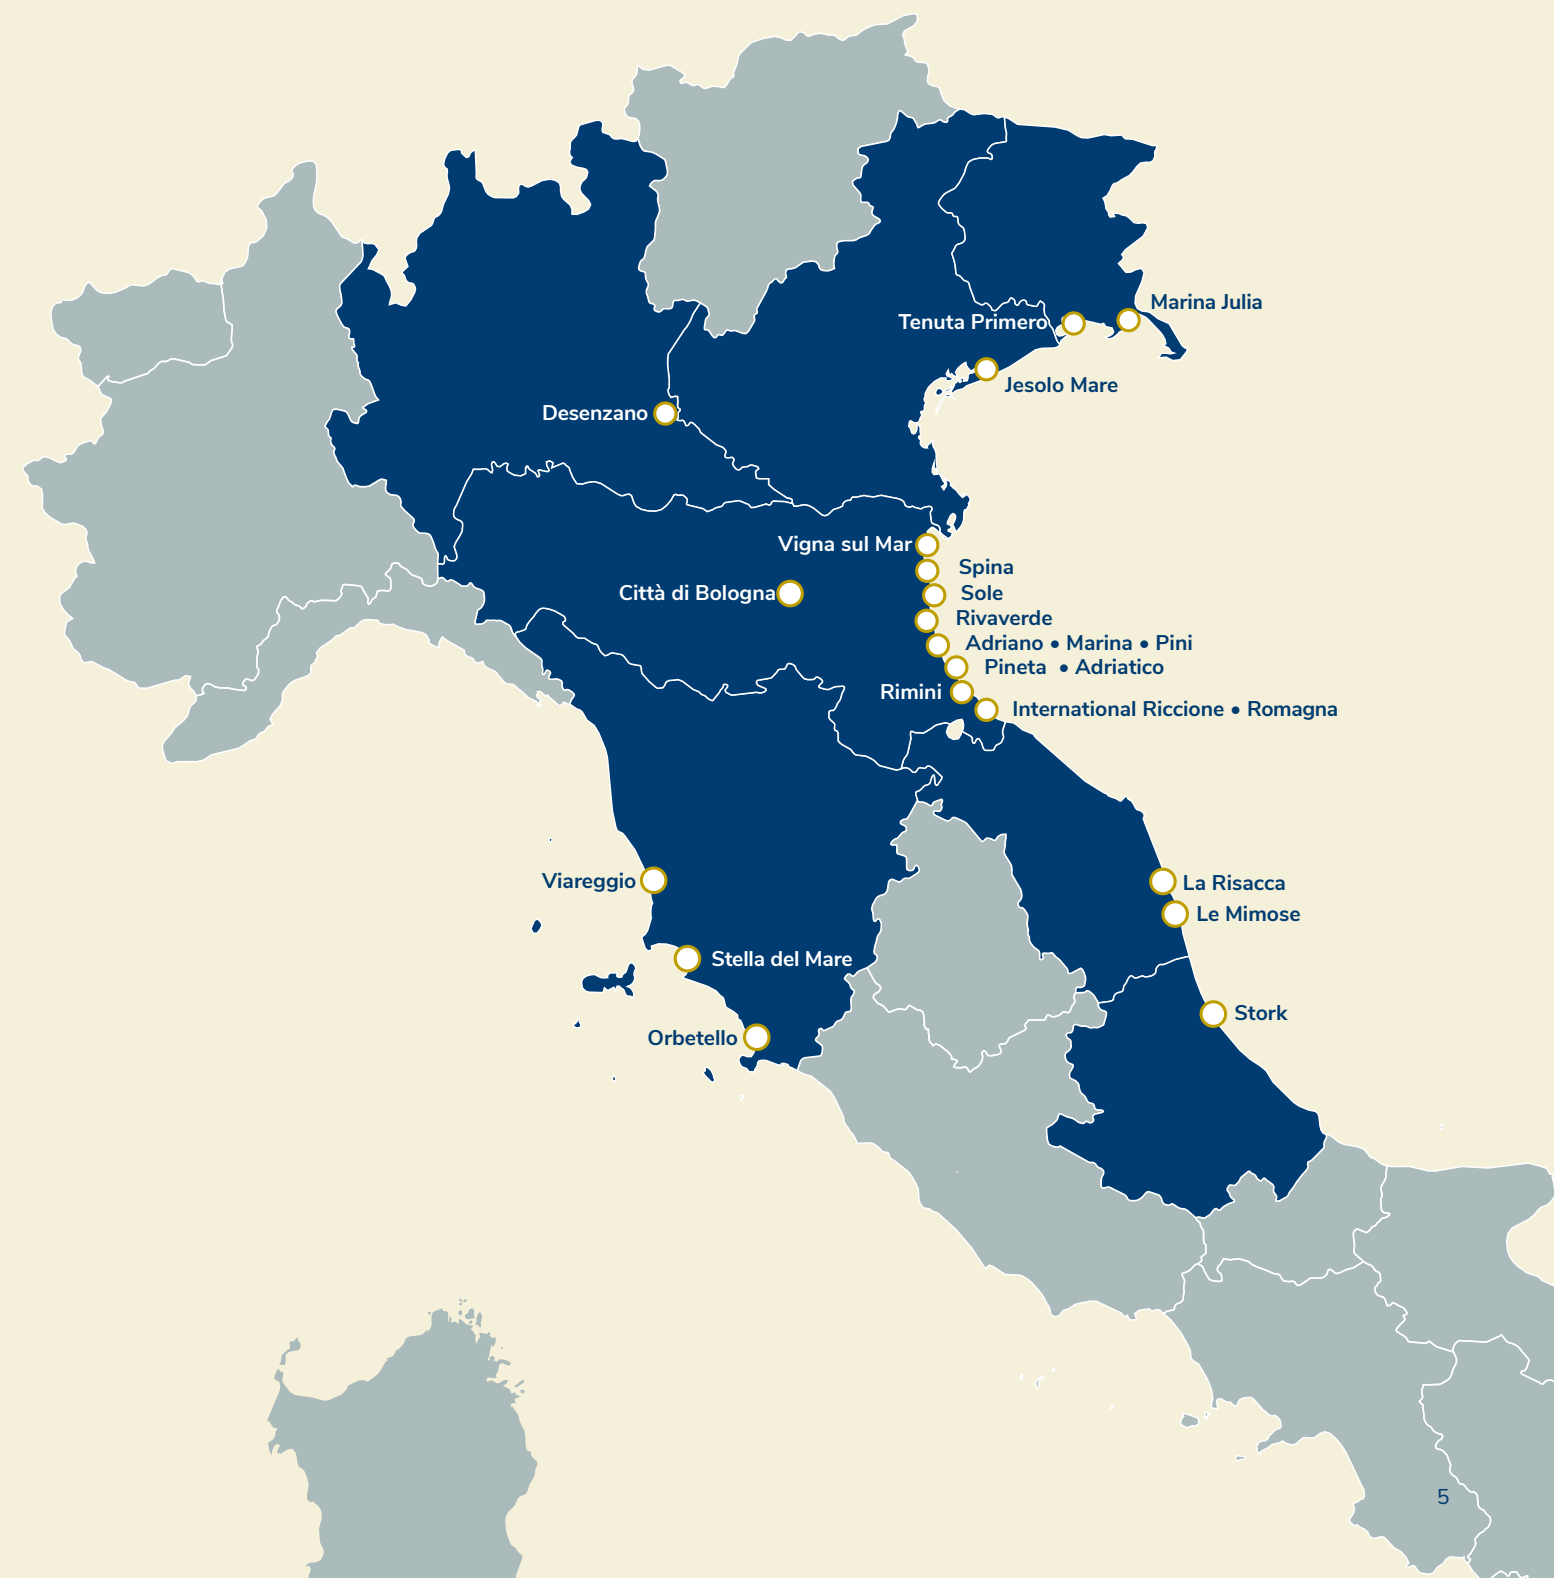 Marina Julia
Tenuta Primero
Jesolo Mare
Desenzano
Vigna sul Mar
Spina
Città di Bologna
Sole
Rivaverde
Adriano • Marina • Pini
Pineta • Adriatico
Rimini
International Riccione • Romagna
Viareggio
La Risacca
Le Mimose
Stella del Mare
Stork
Orbetello
5